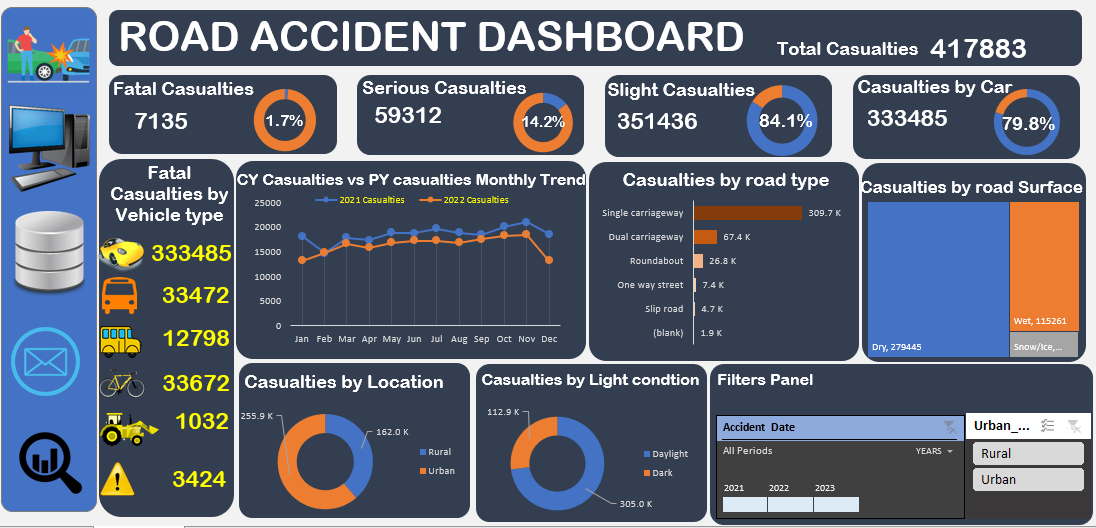 ROAD ACCIDENT DASHBOARD
Total Casualties 417883
Fatal Casualties
7135
1.7%
Serious Casualties
59312
14.2%
Slight Casualties
351436
84.1%
Casualties by Car
333485
79.8%
Fatal
Casualties by
Vehicle type
333485
33472
12798
33672
1032
3424
CY Casualties vs PY casualties Monthly Trend
2021 Casualties
2022 Casualties
25000
20000
15000
10000
5000
0
Jan Feb Mar Apr May Jun Jul Aug Sep Oct Nov Dec
Casualties by road type
Single carriageway 309.7 K
Dual carriageway 67.4 K
Roundabout 26.8 K
One way street 7.4 K
Slip road 4.7 K
(blank) 1.9 K
Casualties by road Surface
Dry, 279445
Wet, 115261
Snow/Ice,...
Casualties by Location
255.9 K
162.0 K
Rural
Urban
Casualties by Light condtion
112.9 K
305.0 K
Daylight
Dark
Filters Panel
Accident Date
All Periods
YEARS
2021 2022 2023
Urban_...
Rural
Urban